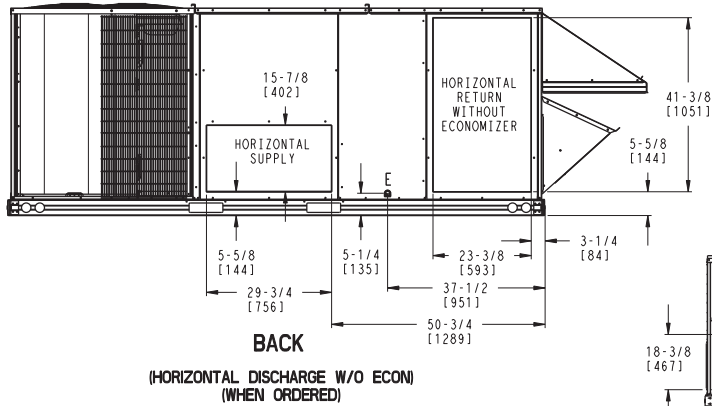 15-7/8
[402]
HORIZONTAL
SUPPLY
HORIZONTAL
RETURN
WITHOUT
ECONOMIZER
41-3/8
[1051]
5-5/8
[144]
E
5-5/8
[144]
5-1/4
[135]
23-3/8
[593]
3-1/4
[84]
29-3/4
[756]
37-1/2
[951]
50-3/4
[1289]
18-3/8
[467]
BACK
(HORIZONTAL DISCHARGE W/O ECON)
(WHEN ORDERED)